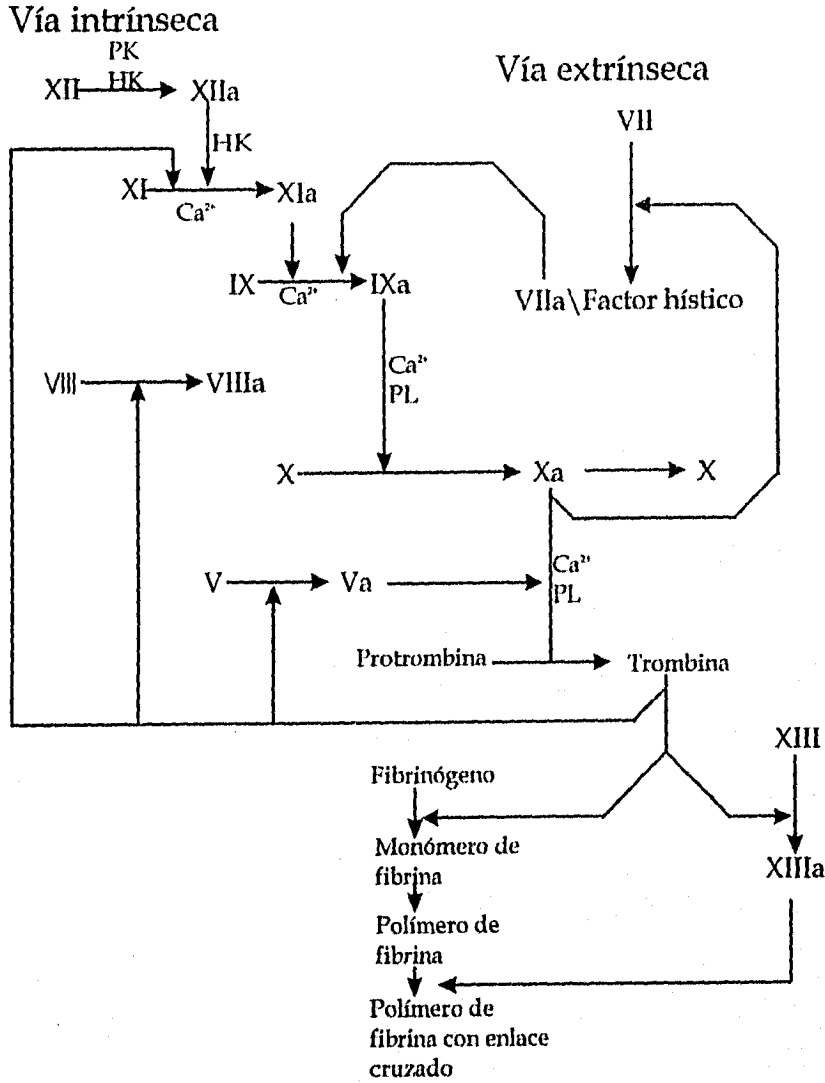 Vía intrínseca
PK
HK
XII
XIIa
HK
XI
Ca²⁺
XIa
IX
Ca²⁺
IXa
Vía extrínseca
VII
VIIa\Factor hístico
Ca²⁺
PL
VIII
VIIIa
X
Xa
X
V
Va
Ca²⁺
PL
Protrombina
Trombina
XIII
Fibrinógeno
Monómero de
fibrina
XIIIa
Polímero de
fibrina
Polímero de
fibrina con enlace
cruzado